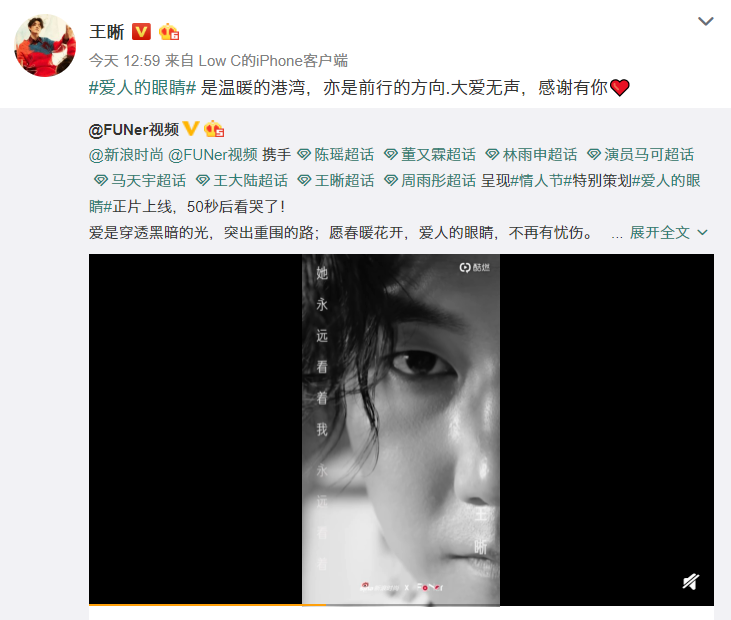 王晰
今天 12:59 来自 Low C的iPhone客户端
#爱人的眼睛# 是温暖的港湾，亦是前行的方向.大爱无声，感谢有你
@FUNer视频
@新浪时尚 @FUNer视频 携手 陈瑶超话 董又霖超话 林雨申超话 演员马可超话
马天宇超话 王大陆超话 王晰超话 周雨彤超话 呈现#情人节#特别策划#爱人的眼
睛#正片上线，50秒后看哭了！
爱是穿透黑暗的光，突出重围的路；愿春暖花开，爱人的眼睛，不再有忧伤。 ... 展开全文
酷燃
她永远看着我
永远看着
王晰